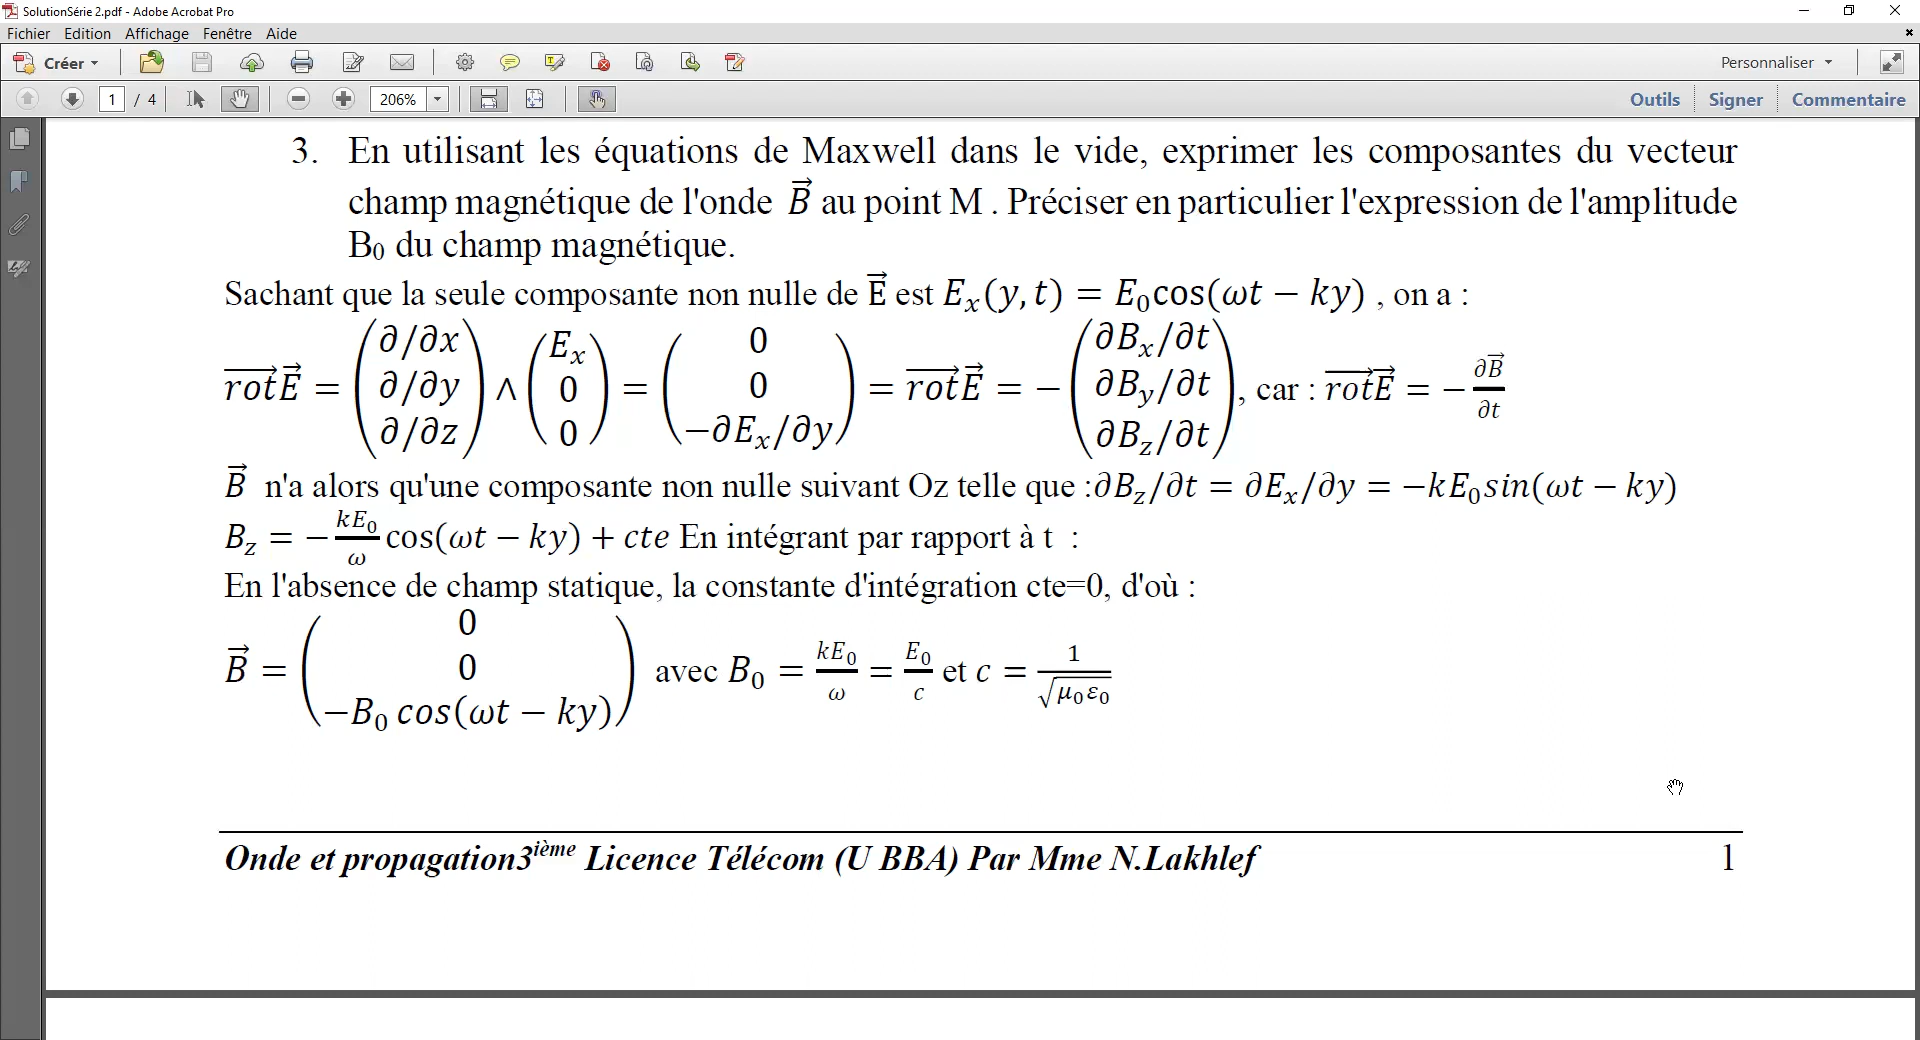 SolutionSérie 2.pdf - Adobe Acrobat Pro
Fichier Edition Affichage Fenêtre Aide
Créer Personnaliser
1 / 4 206% Outils Signer Commentaire
3. En utilisant les équations de Maxwell dans le vide, exprimer les composantes du vecteur
champ magnétique de l'onde B⃗ au point M . Préciser en particulier l'expression de l'amplitude
B₀ du champ magnétique.
Sachant que la seule composante non nulle de E⃗ est Eₓ(y, t) = E₀cos(ωt − ky) , on a :
rot⃗E⃗ = (∂/∂x ∂/∂y ∂/∂z) ∧ (Eₓ 0 0) = (0 0 −∂Eₓ/∂y) = rot⃗E⃗ = − (∂Bₓ/∂t ∂B_y/∂t ∂B_z/∂t), car : rot⃗E⃗ = − ∂B⃗/∂t
B⃗ n'a alors qu'une composante non nulle suivant Oz telle que :∂B_z/∂t = ∂Eₓ/∂y = −kE₀sin(ωt − ky)
B_z = − kE₀/ω cos(ωt − ky) + cte En intégrant par rapport à t :
En l'absence de champ statique, la constante d'intégration cte=0, d'où :
B⃗ = (0 0 −B₀ cos(ωt − ky)) avec B₀ = kE₀/ω = E₀/c et c = 1/√μ₀ε₀
Onde et propagation3ième Licence Télécom (U BBA) Par Mme N.Lakhlef 1